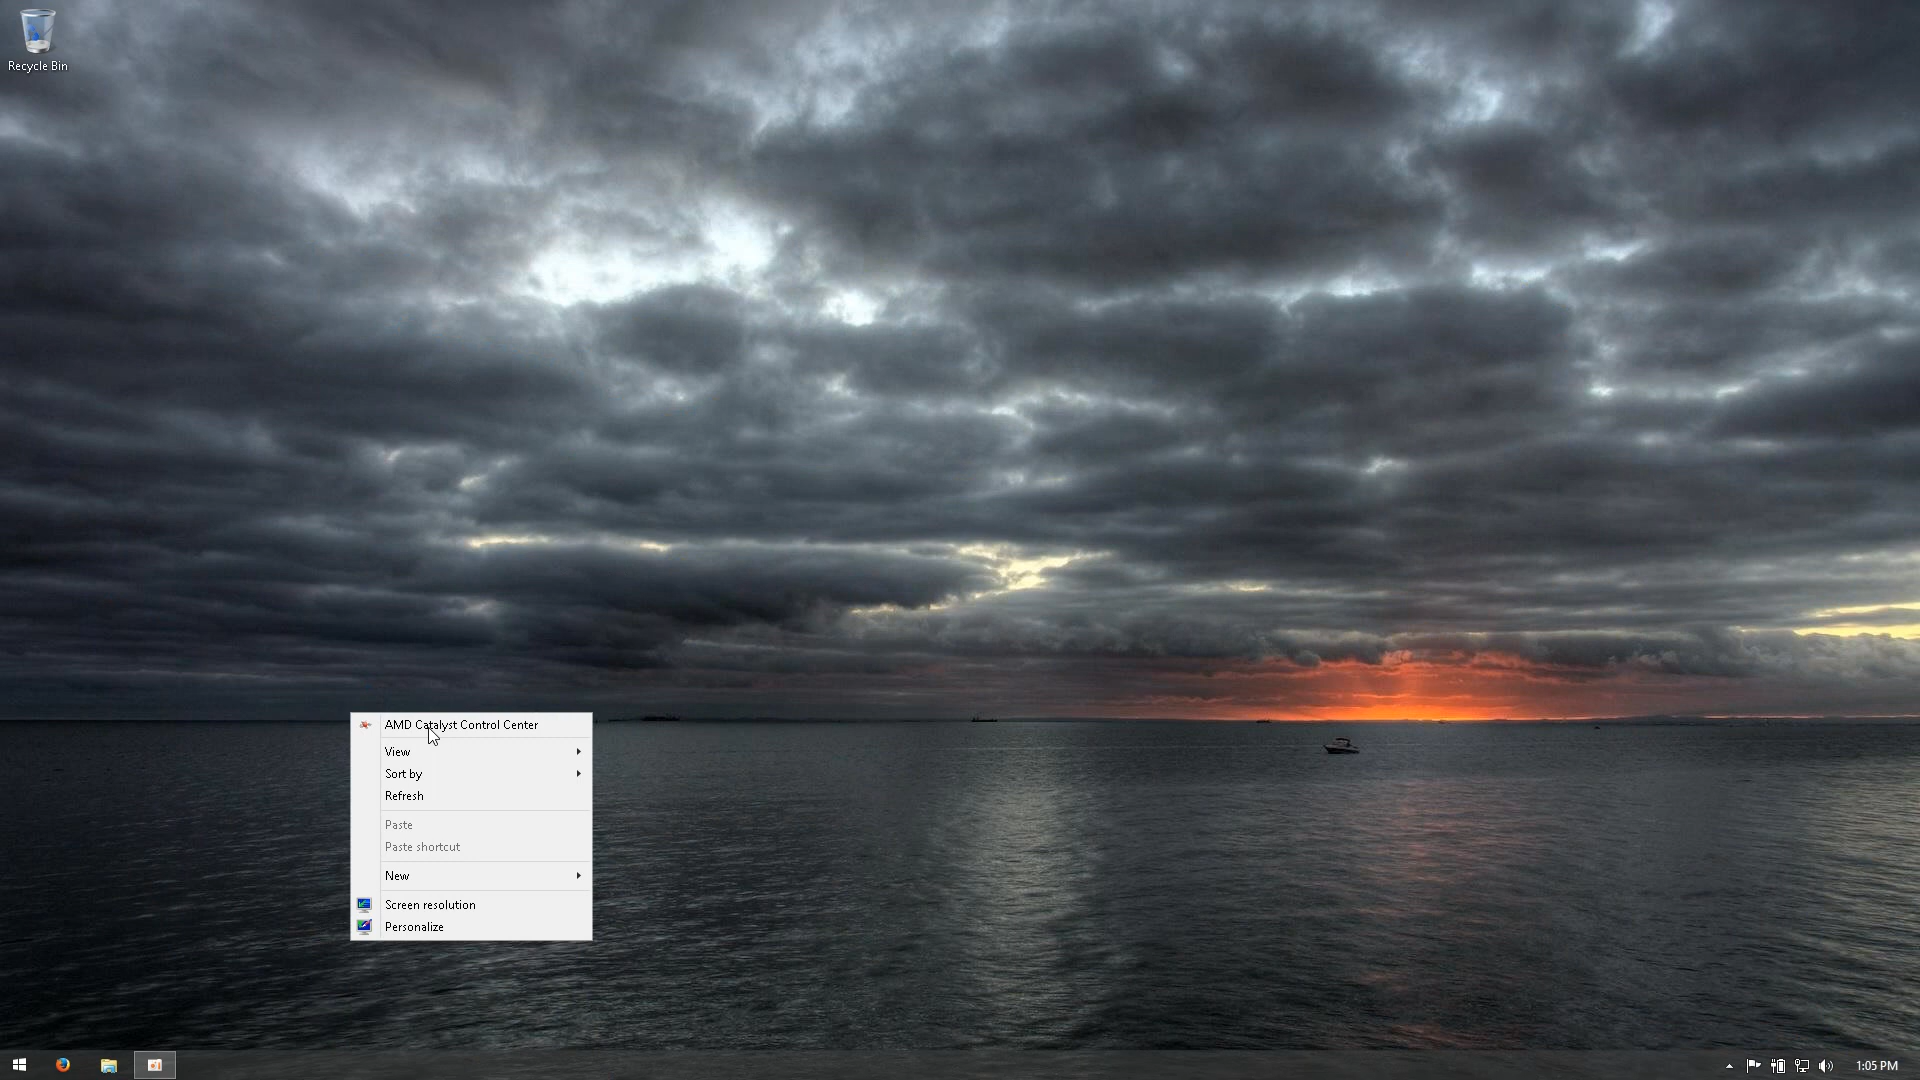 Recycle Bin
AMD Catalyst Control Center
View
Sort by
Refresh
Paste
Paste shortcut
New
Screen resolution
Personalize
1:05 PM